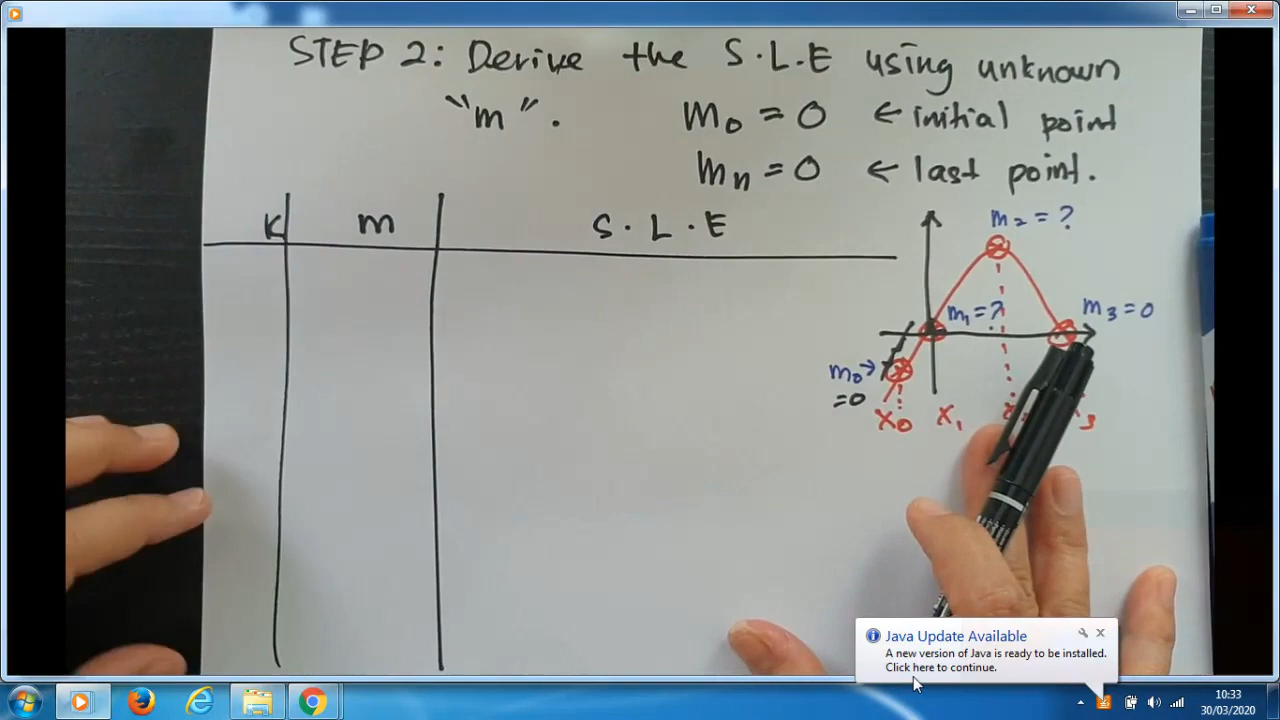 STEP 2: Derive the S.L.E using unknown
"m". m0 = 0 ← initial point
mn = 0 ← last point.
K m S.L.E
m2 = ?
m1 = ?
m3 = 0
m0 →
= 0
x0 x1
Java Update Available
A new version of Java is ready to be installed.
Click here to continue.
10:33
30/03/2020